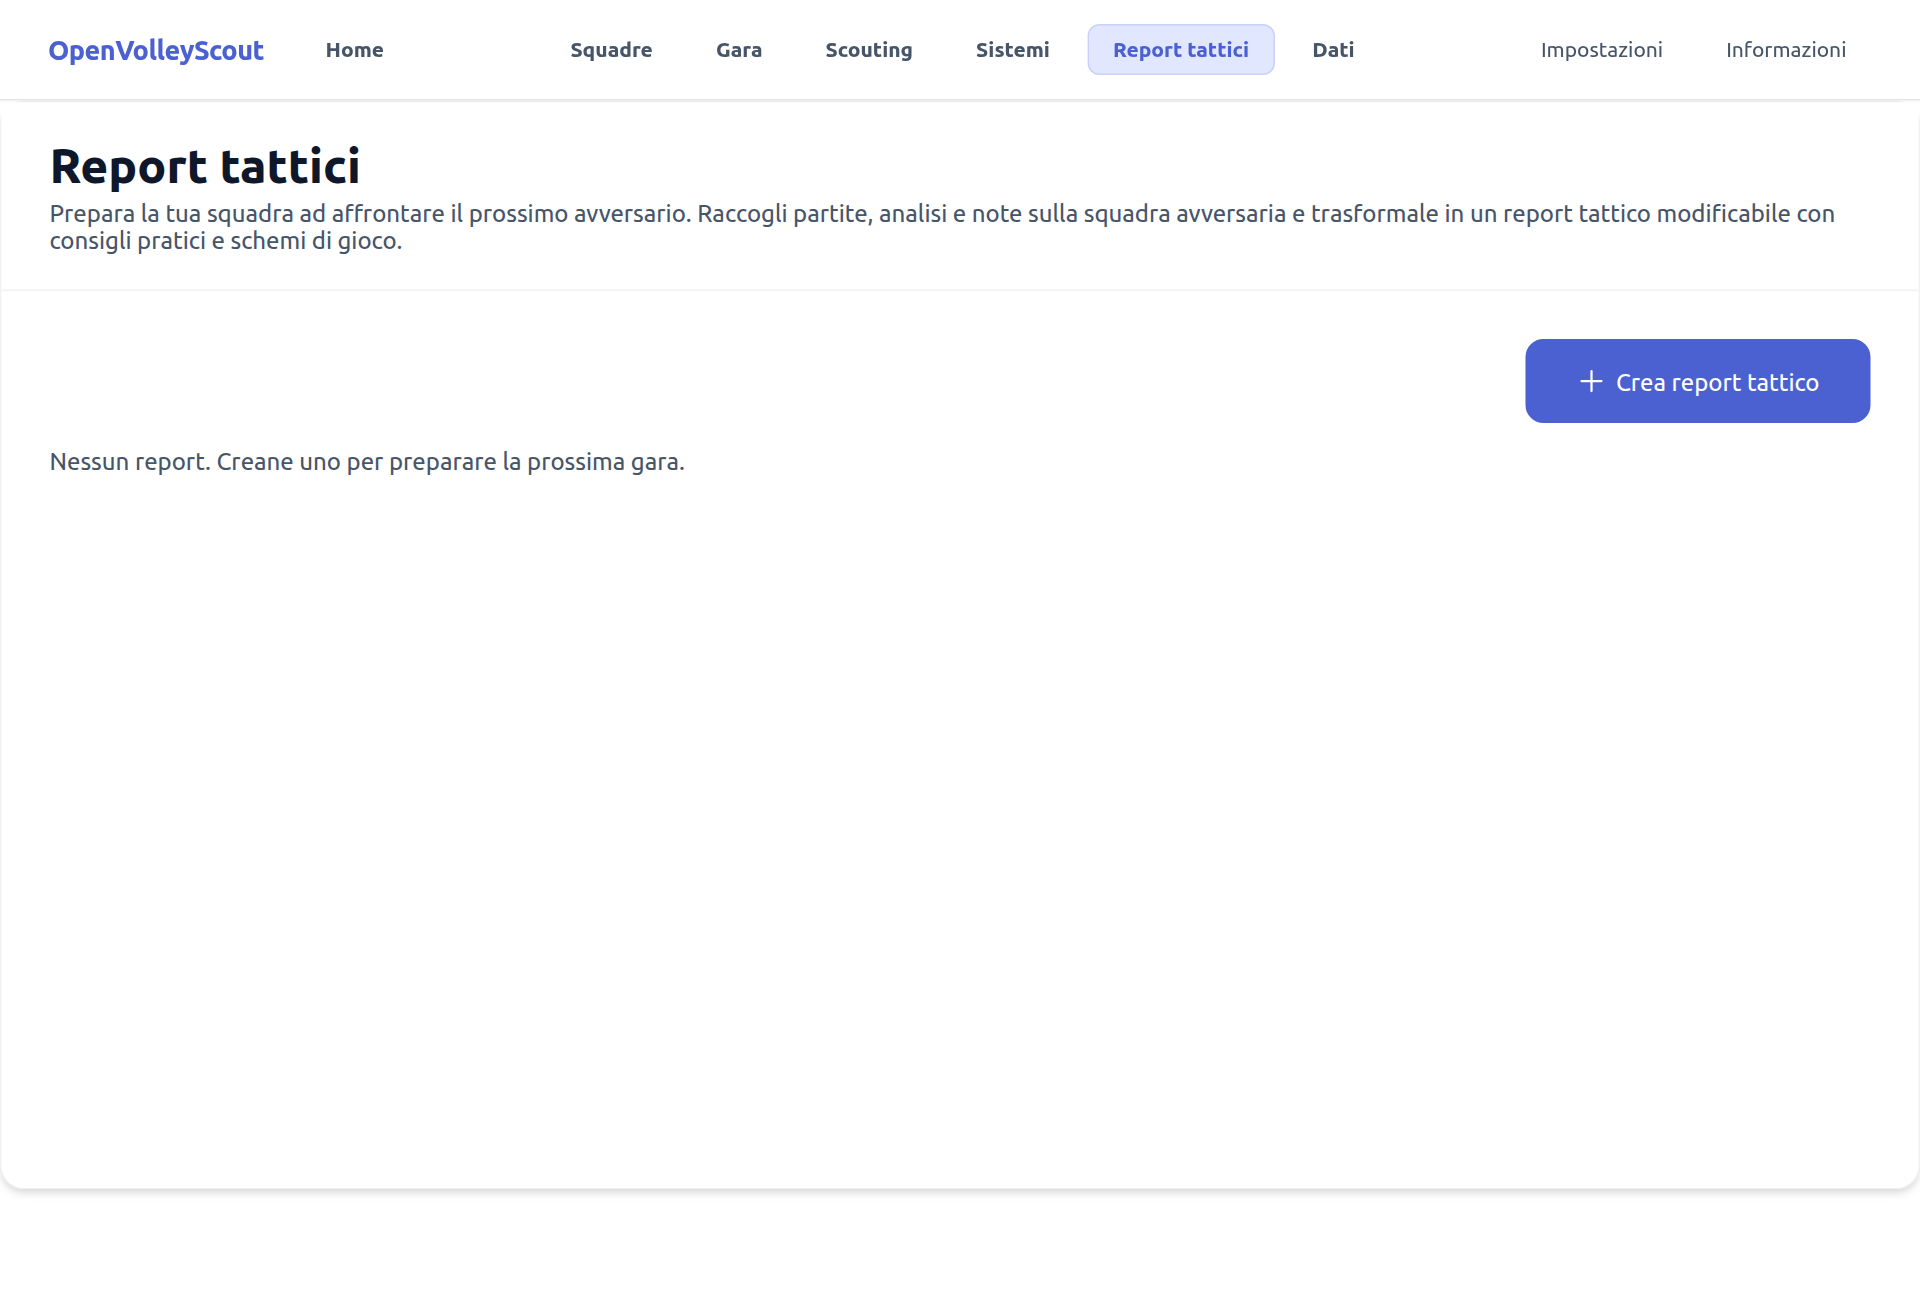 OpenVolleyScout Home Squadre Gara Scouting Sistemi Report tattici Dati Impostazioni Informazioni
Report tattici
Prepara la tua squadra ad affrontare il prossimo avversario. Raccogli partite, analisi e note sulla squadra avversaria e trasformale in un report tattico modificabile con
consigli pratici e schemi di gioco.
Crea report tattico
Nessun report. Creane uno per preparare la prossima gara.